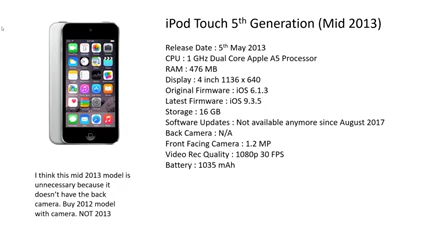 iPod Touch 5th Generation (Mid 2013)
Release Date : 5th May 2013
CPU : 1 GHz Dual Core Apple A5 Processor
RAM : 476 MB
Display : 4 inch 1136 x 640
Original Firmware : iOS 6.1.3
Latest Firmware : iOS 9.3.5
Storage : 16 GB
Software Updates : Not available anymore since August 2017
Back Camera : N/A
Front Facing Camera : 1.2 MP
Video Rec Quality : 1080p 30 FPS
Battery : 1035 mAh
I think this mid 2013 model is
unnecessary because it
doesn't have the back
camera. Buy 2012 model
with camera. NOT 2013